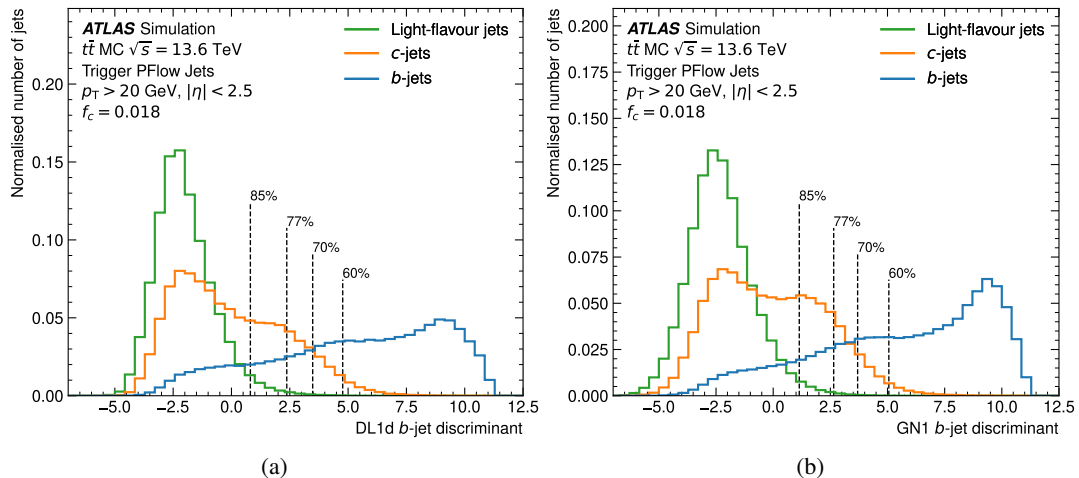 ATLAS Simulation
tt̄ MC √s = 13.6 TeV
Trigger PFlow Jets
pT > 20 GeV, |η| < 2.5
fc = 0.018
Light-flavour jets
c-jets
b-jets
85%
77%
70%
60%
Normalised number of jets
0.20
0.15
0.10
0.05
0.00
−5.0 −2.5 0.0 2.5 5.0 7.5 10.0 12.5
DL1d b-jet discriminant
(a)
ATLAS Simulation
tt̄ MC √s = 13.6 TeV
Trigger PFlow Jets
pT > 20 GeV, |η| < 2.5
fc = 0.018
Light-flavour jets
c-jets
b-jets
85%
77%
70%
60%
Normalised number of jets
0.200
0.175
0.150
0.125
0.100
0.075
0.050
0.025
0.000
−5.0 −2.5 0.0 2.5 5.0 7.5 10.0 12.5
GN1 b-jet discriminant
(b)